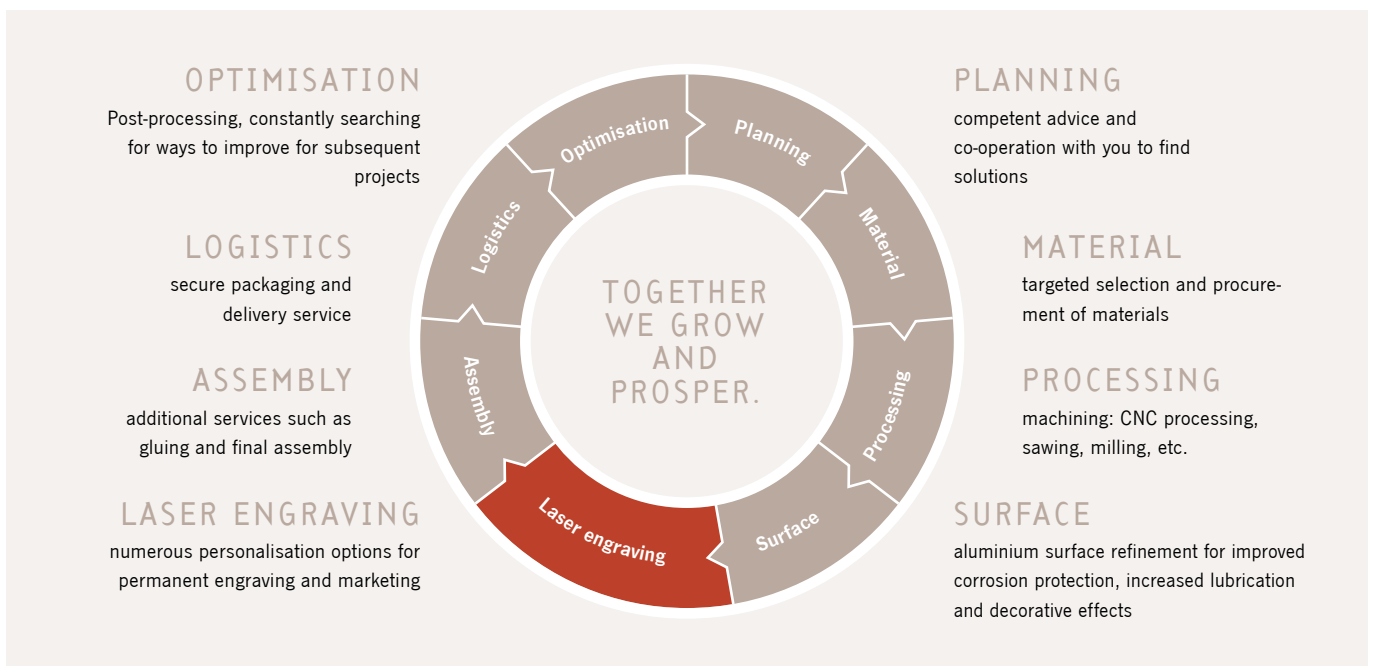 OPTIMISATION
Post-processing, constantly searching
for ways to improve for subsequent
projects
LOGISTICS
secure packaging and
delivery service
ASSEMBLY
additional services such as
gluing and final assembly
LASER ENGRAVING
numerous personalisation options for
permanent engraving and marketing
Optimisation
Planning
Logistics
Material
Assembly
Processing
Laser engraving
Surface
TOGETHER
WE GROW
AND
PROSPER.
PLANNING
competent advice and
co-operation with you to find
solutions
MATERIAL
targeted selection and procure-
ment of materials
PROCESSING
machining: CNC processing,
sawing, milling, etc.
SURFACE
aluminium surface refinement for improved
corrosion protection, increased lubrication
and decorative effects